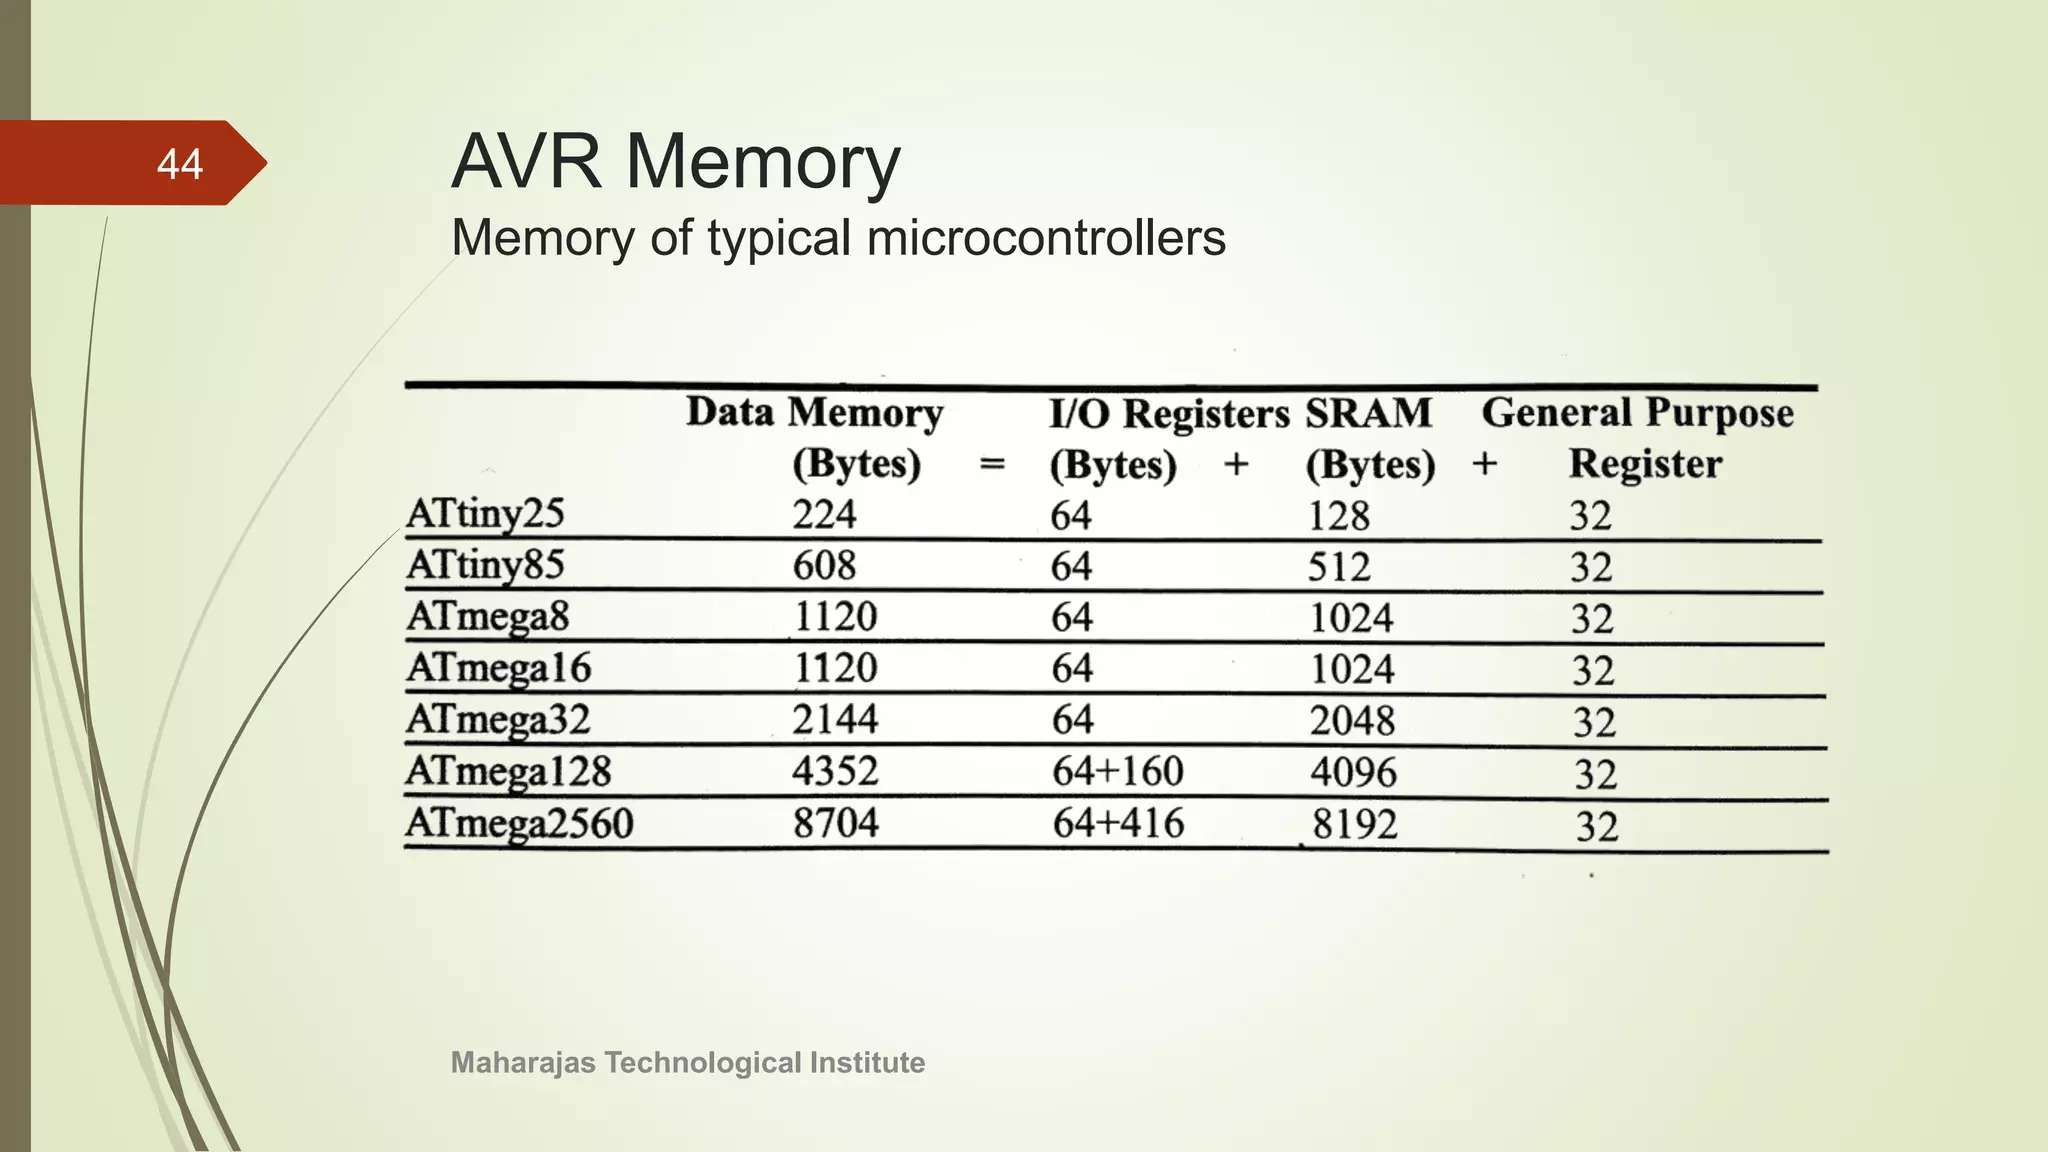 44
AVR Memory
Memory of typical microcontrollers
Data Memory I/O Registers SRAM General Purpose
(Bytes) = (Bytes) + (Bytes) + Register
ATtiny25 224 64 128 32
ATtiny85 608 64 512 32
ATmega8 1120 64 1024 32
ATmega16 1120 64 1024 32
ATmega32 2144 64 2048 32
ATmega128 4352 64+160 4096 32
ATmega2560 8704 64+416 8192 32
Maharajas Technological Institute